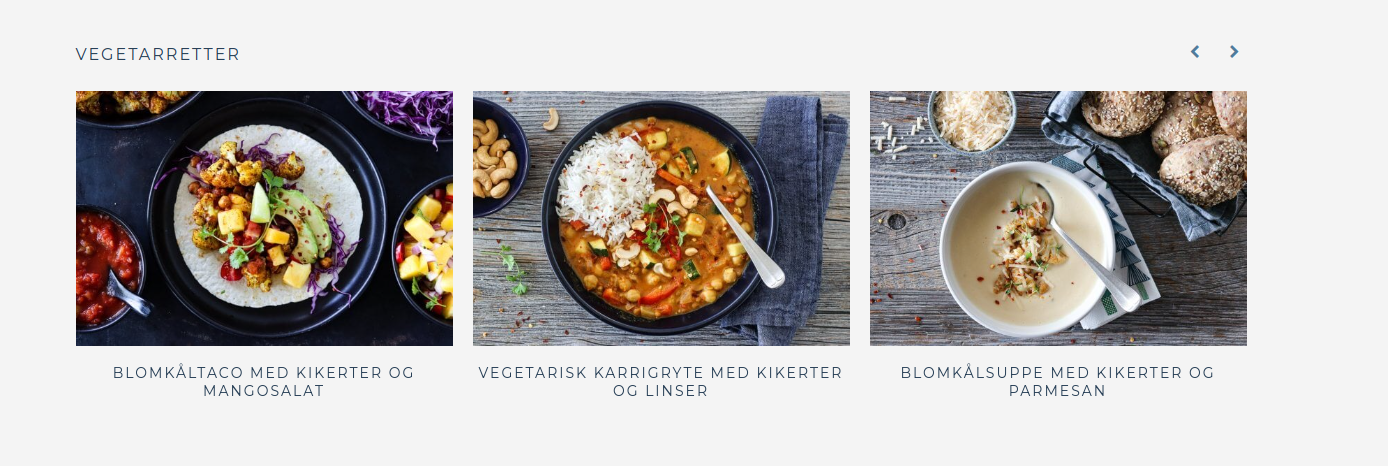 VEGETARRETTER
BLOMKÅLTACO MED KIKERTER OG
MANGOSALAT
VEGETARISK KARRIGRYTE MED KIKERTER
OG LINSER
BLOMKÅLSUPPE MED KIKERTER OG
PARMESAN